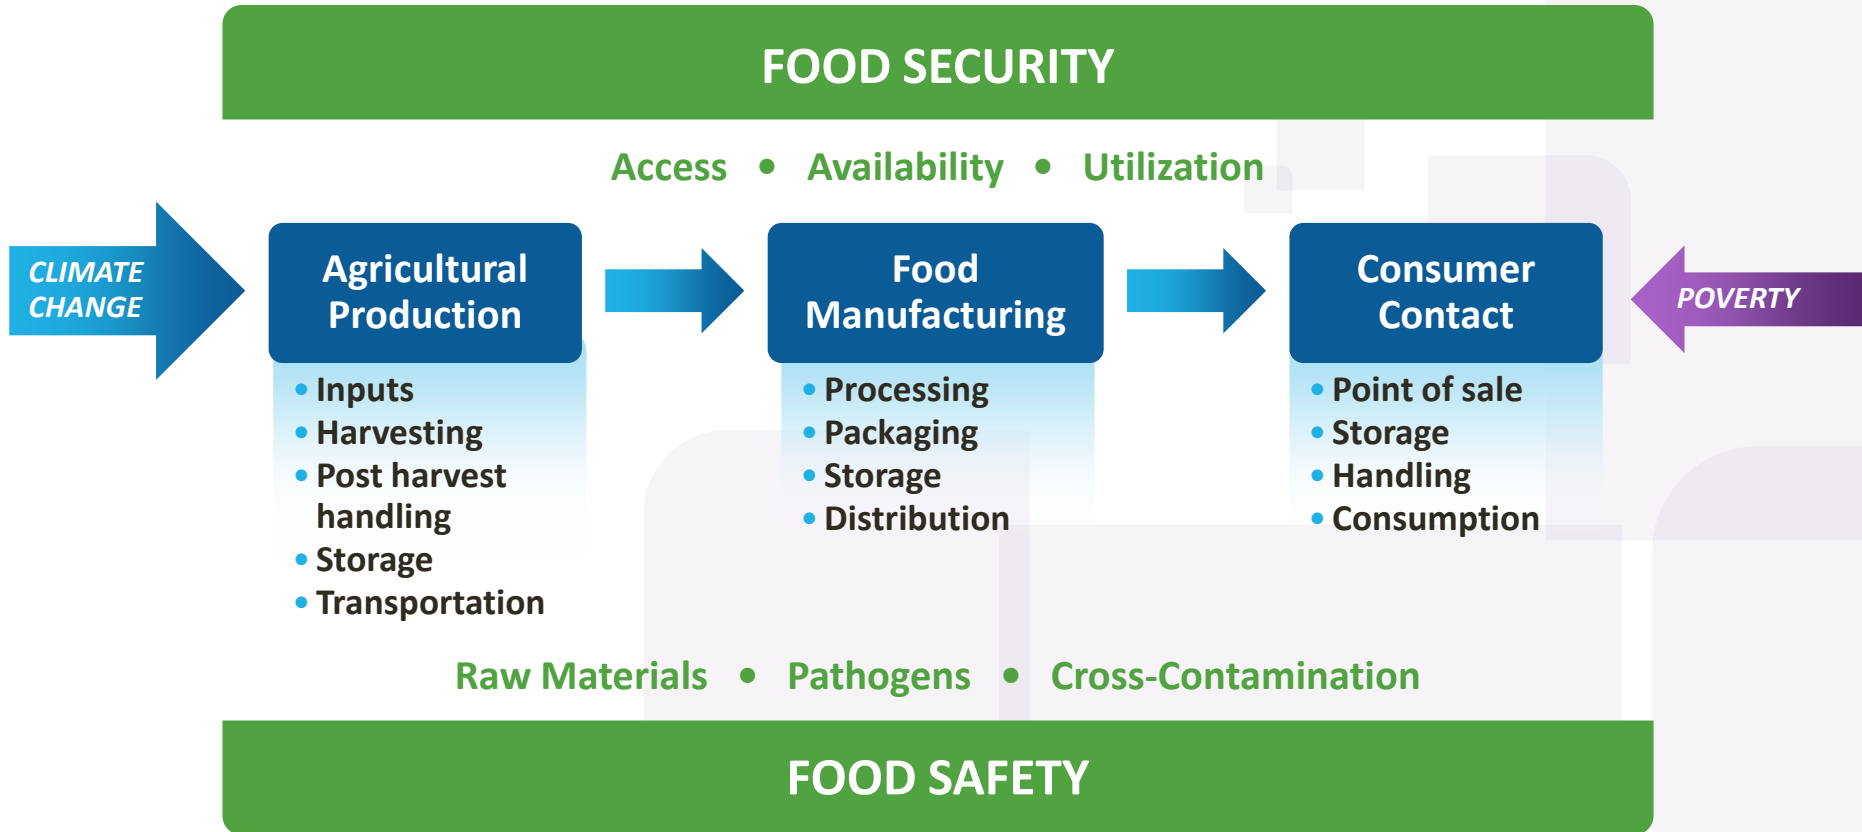 FOOD SECURITY
Access • Availability • Utilization
CLIMATE
CHANGE
Agricultural
Production
• Inputs
• Harvesting
• Post harvest
handling
• Storage
• Transportation
Food
Manufacturing
• Processing
• Packaging
• Storage
• Distribution
Consumer
Contact
• Point of sale
• Storage
• Handling
• Consumption
POVERTY
Raw Materials • Pathogens • Cross-Contamination
FOOD SAFETY